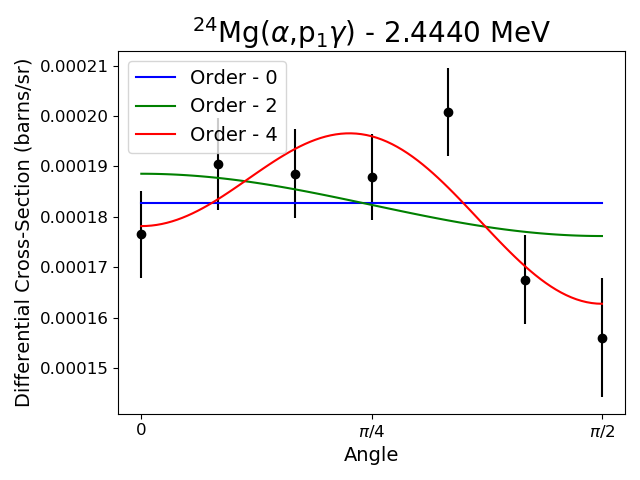 ²⁴Mg(α,p₁γ) - 2.4440 MeV
Differential Cross-Section (barns/sr)
0.00021
0.00020
0.00019
0.00018
0.00017
0.00016
0.00015
Order - 0
Order - 2
Order - 4
0
π/4
π/2
Angle